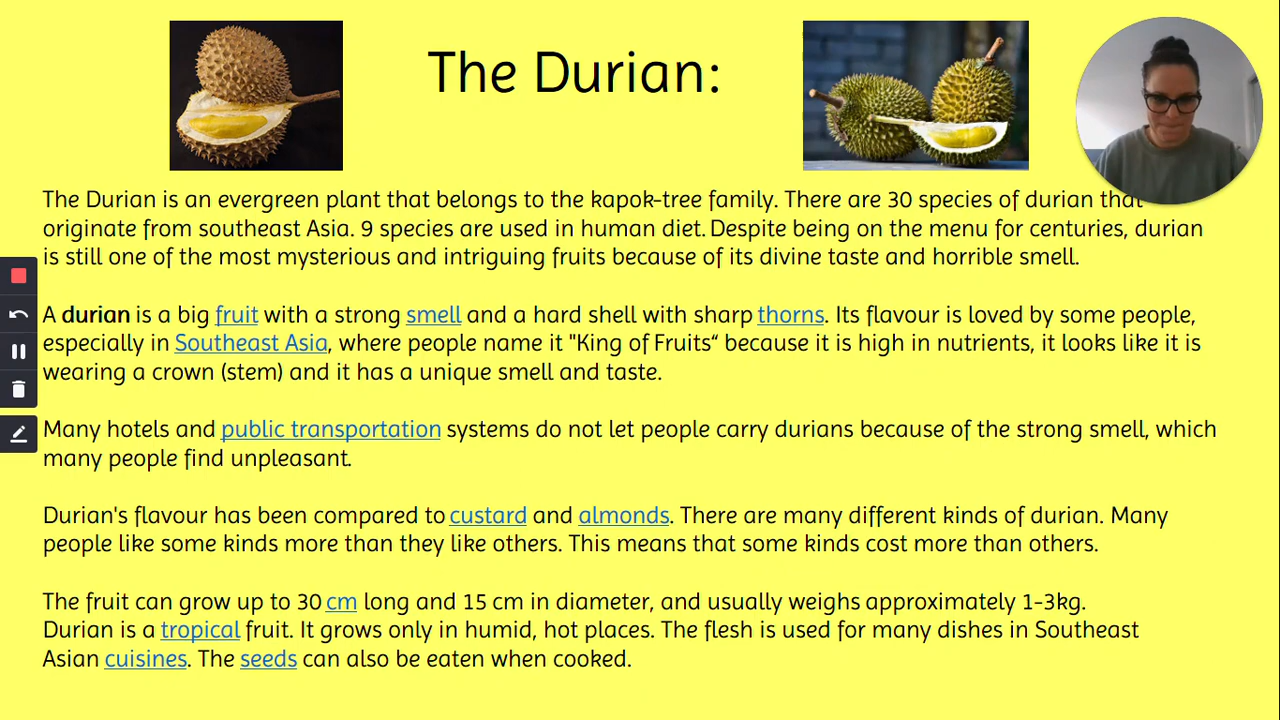 The Durian:
The Durian is an evergreen plant that belongs to the kapok-tree family. There are 30 species of durian that
originate from southeast Asia. 9 species are used in human diet. Despite being on the menu for centuries, durian
is still one of the most mysterious and intriguing fruits because of its divine taste and horrible smell.
A durian is a big fruit with a strong smell and a hard shell with sharp thorns. Its flavour is loved by some people,
especially in Southeast Asia, where people name it "King of Fruits“ because it is high in nutrients, it looks like it is
wearing a crown (stem) and it has a unique smell and taste.
Many hotels and public transportation systems do not let people carry durians because of the strong smell, which
many people find unpleasant.
Durian's flavour has been compared to custard and almonds. There are many different kinds of durian. Many
people like some kinds more than they like others. This means that some kinds cost more than others.
The fruit can grow up to 30 cm long and 15 cm in diameter, and usually weighs approximately 1-3kg.
Durian is a tropical fruit. It grows only in humid, hot places. The flesh is used for many dishes in Southeast
Asian cuisines. The seeds can also be eaten when cooked.